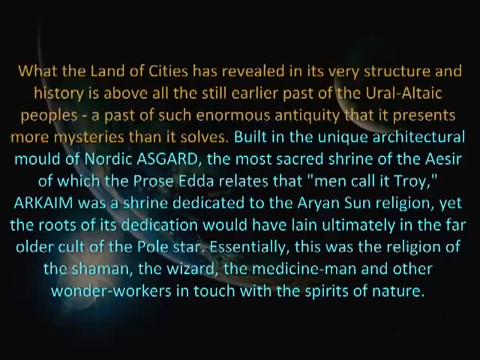 What the Land of Cities has revealed in its very structure and
history is above all the still earlier past of the Ural-Altaic
peoples - a past of such enormous antiquity that it presents
more mysteries than it solves. Built in the unique architectural
mould of Nordic ASGARD, the most sacred shrine of the Aesir
of which the Prose Edda relates that "men call it Troy,"
ARKAIM was a shrine dedicated to the Aryan Sun religion, yet
the roots of its dedication would have lain ultimately in the far
older cult of the Pole star. Essentially, this was the religion of
the shaman, the wizard, the medicine-man and other
wonder-workers in touch with the spirits of nature.